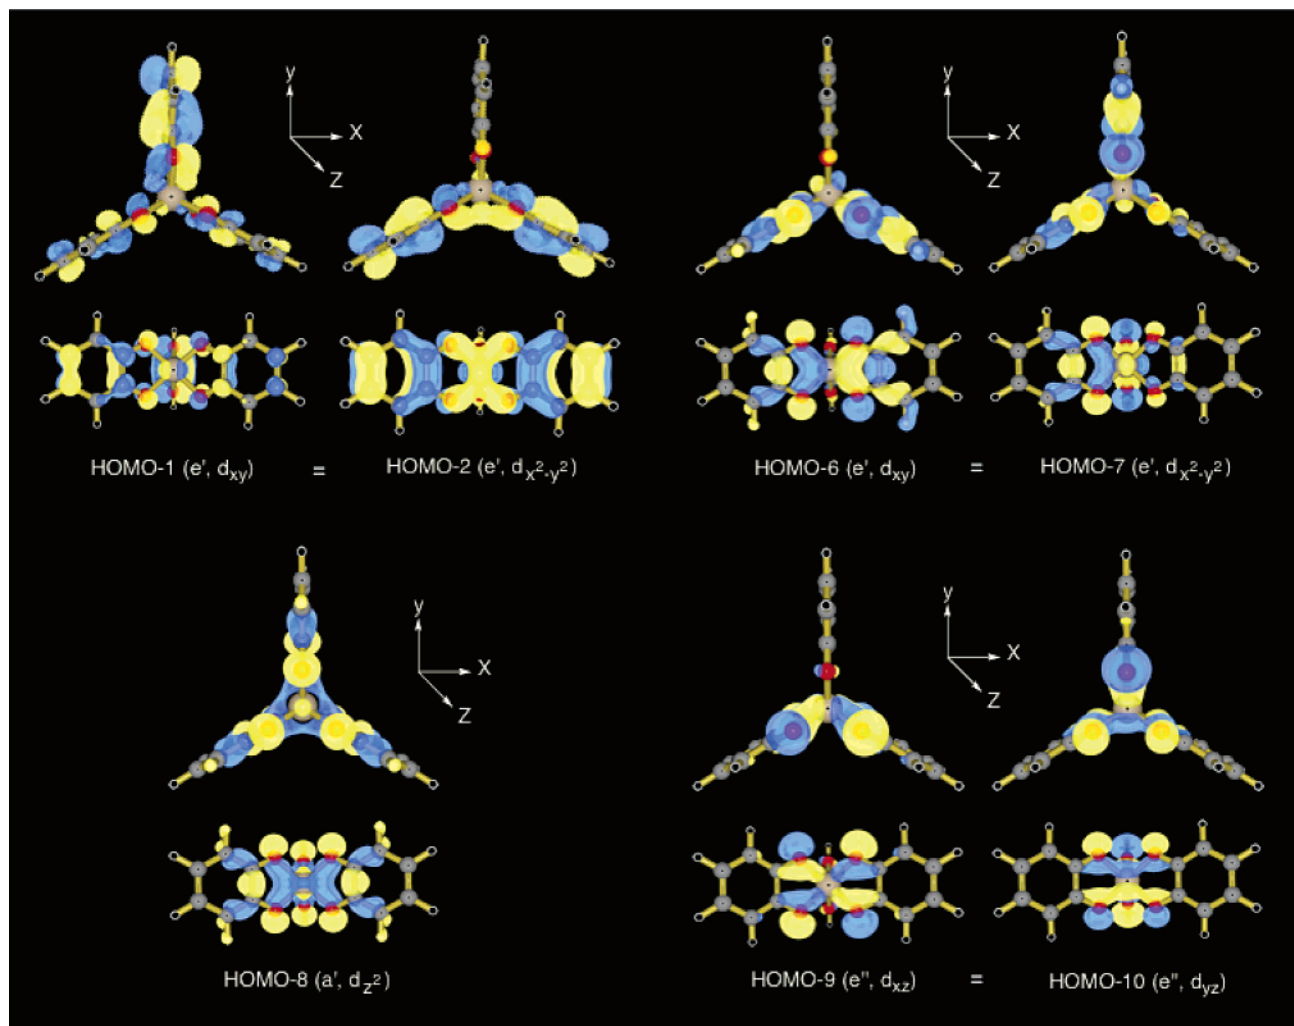 y
X
Z
y
X
Z
HOMO-1 (e', dxy) = HOMO-2 (e', dx2-y2)
HOMO-6 (e', dxy) = HOMO-7 (e', dx2-y2)
y
X
Z
y
X
Z
HOMO-8 (a', dz2)
HOMO-9 (e", dxz) = HOMO-10 (e", dyz)